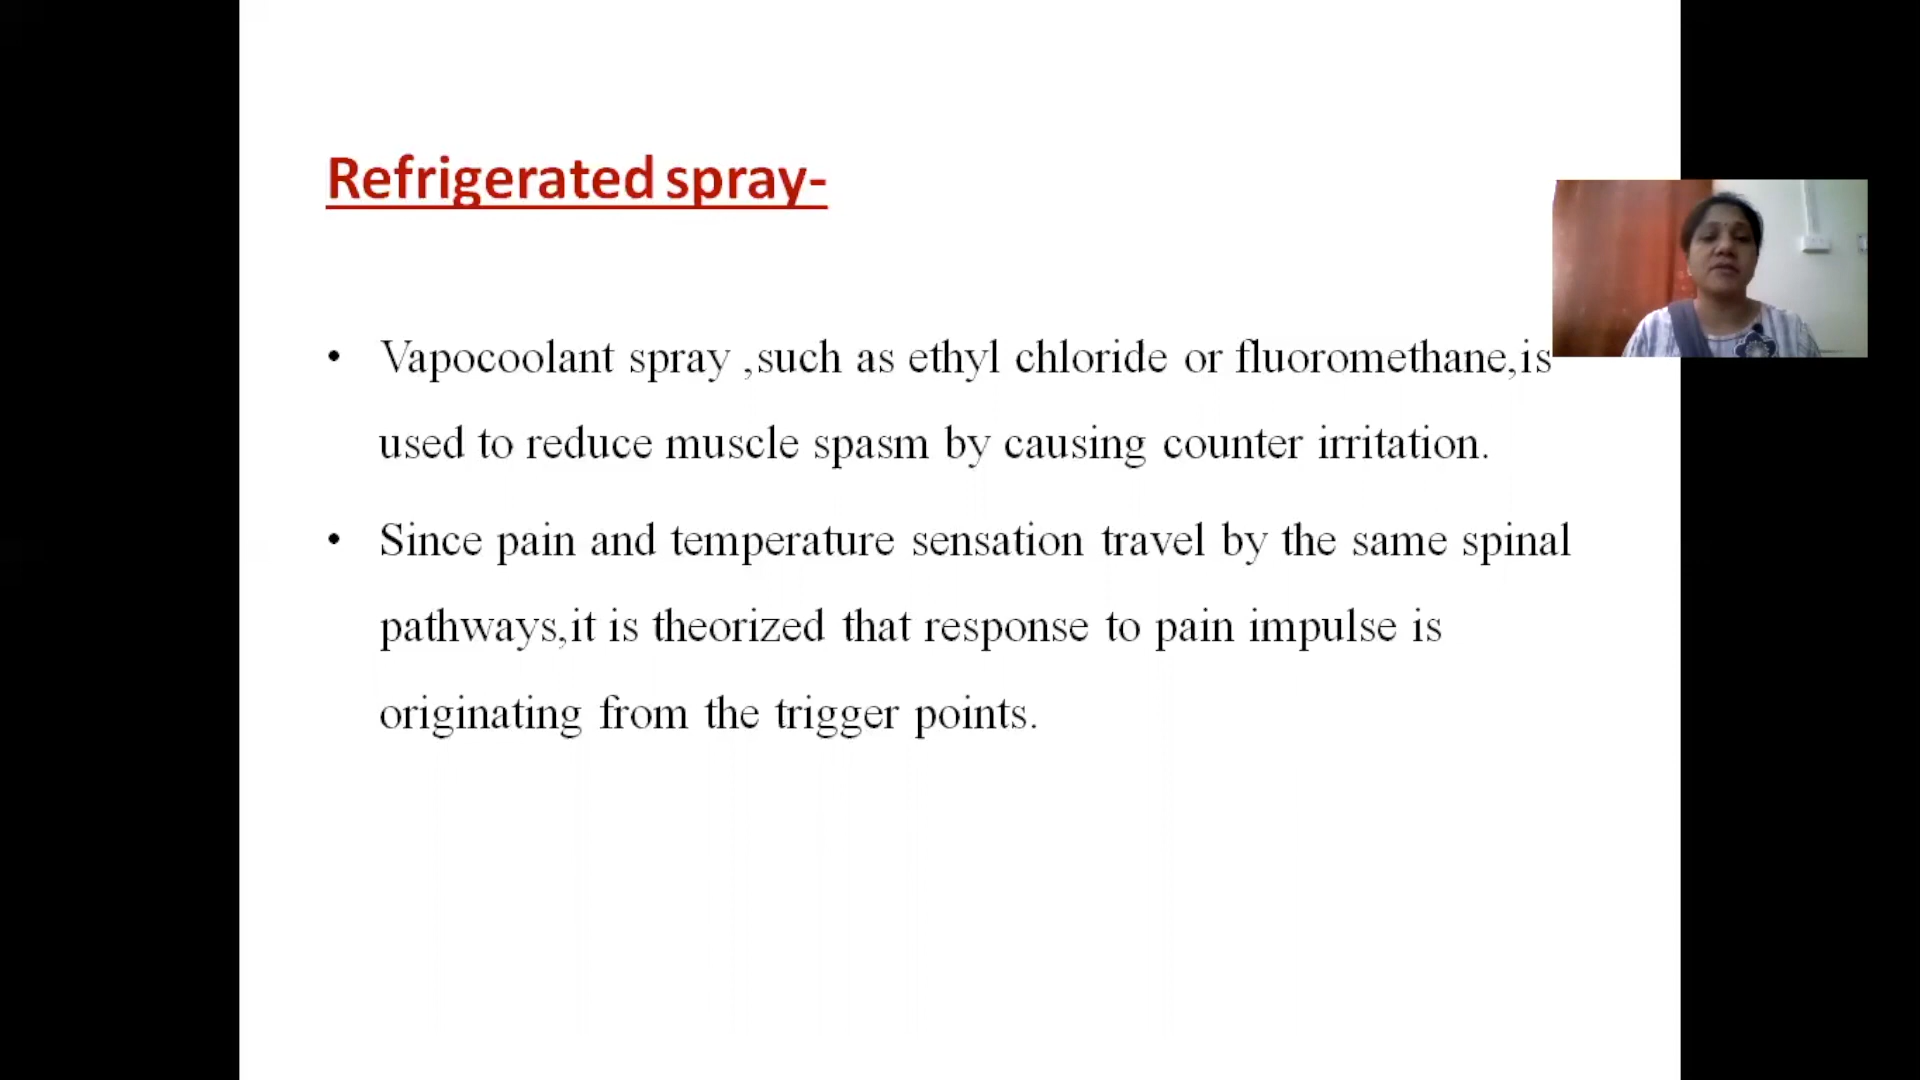 Refrigerated spray-
• Vapocoolant spray ,such as ethyl chloride or fluoromethane,is
used to reduce muscle spasm by causing counter irritation.
• Since pain and temperature sensation travel by the same spinal
pathways,it is theorized that response to pain impulse is
originating from the trigger points.